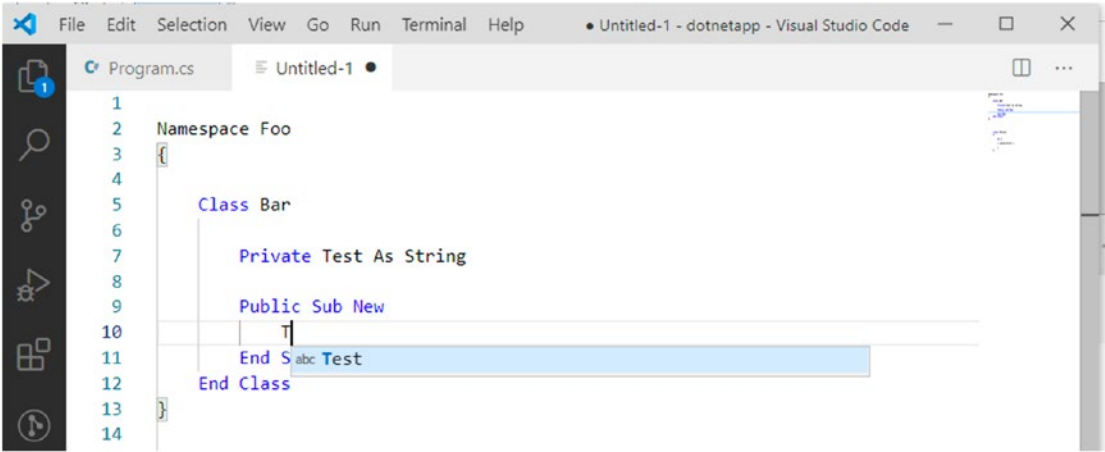 File Edit Selection View Go Run Terminal Help ● Untitled-1 - dotnetapp - Visual Studio Code
1
C# Program.cs Untitled-1 ●
1
2 Namespace Foo
3 {
4
5 Class Bar
6
7 Private Test As String
8
9 Public Sub New
10 T
11 End S abc Test
12 End Class
13 }
14